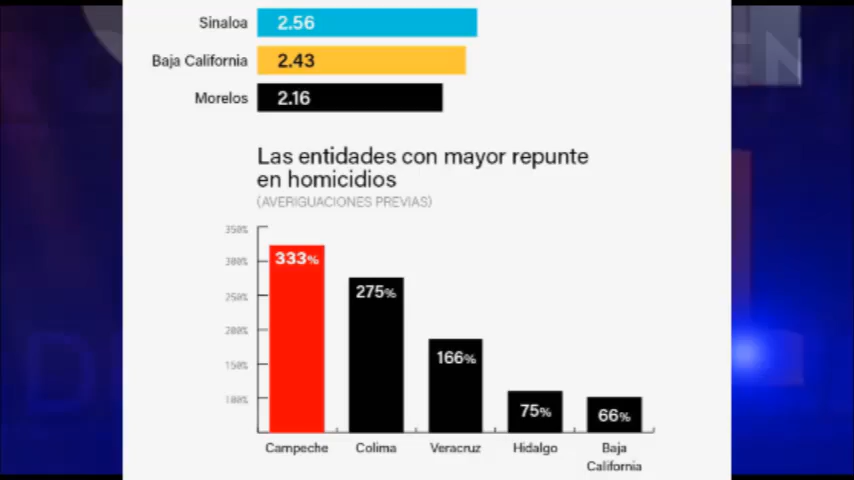 Sinaloa 2.56
Baja California 2.43
Morelos 2.16
Las entidades con mayor repunte
en homicidios
(AVERIGUACIONES PREVIAS)
350%
300%
250%
200%
150%
100%
333%
275%
166%
75%
66%
Campeche Colima Veracruz Hidalgo Baja
California